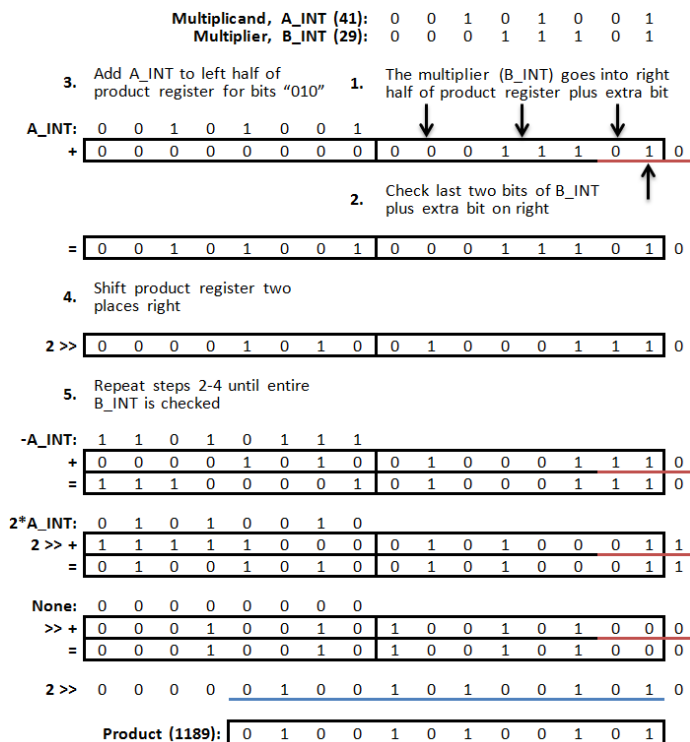 Multiplicand, A_INT (41): 0 0 1 0 1 0 0 1
Multiplier, B_INT (29): 0 0 0 1 1 1 0 1
3. Add A_INT to left half of
product register for bits “010”
1. The multiplier (B_INT) goes into right
half of product register plus extra bit
A_INT: 0 0 1 0 1 0 0 1
+ 0 0 0 0 0 0 0 0 0 0 0 1 1 1 0 1 0
2. Check last two bits of B_INT
plus extra bit on right
= 0 0 1 0 1 0 0 1 0 0 0 1 1 1 0 1 0
4. Shift product register two
places right
2 >> 0 0 0 0 1 0 1 0 0 1 0 0 0 1 1 1 0
5. Repeat steps 2-4 until entire
B_INT is checked
-A_INT: 1 1 0 1 0 1 1 1
+ 0 0 0 0 1 0 1 0 0 1 0 0 0 1 1 1 0
= 1 1 1 0 0 0 0 1 0 1 0 0 0 1 1 1 0
2*A_INT: 0 1 0 1 0 0 1 0
2 >> + 1 1 1 1 1 0 0 0 0 1 0 1 0 0 0 1 1
= 0 1 0 0 1 0 1 0 0 1 0 1 0 0 0 1 1
None: 0 0 0 0 0 0 0 0
>> + 0 0 0 1 0 0 1 0 1 0 0 1 0 1 0 0 0
= 0 0 0 1 0 0 1 0 1 0 0 1 0 1 0 0 0
2 >> 0 0 0 0 0 1 0 0 1 0 1 0 0 1 0 1 0
Product (1189): 0 1 0 0 1 0 1 0 0 1 0 1